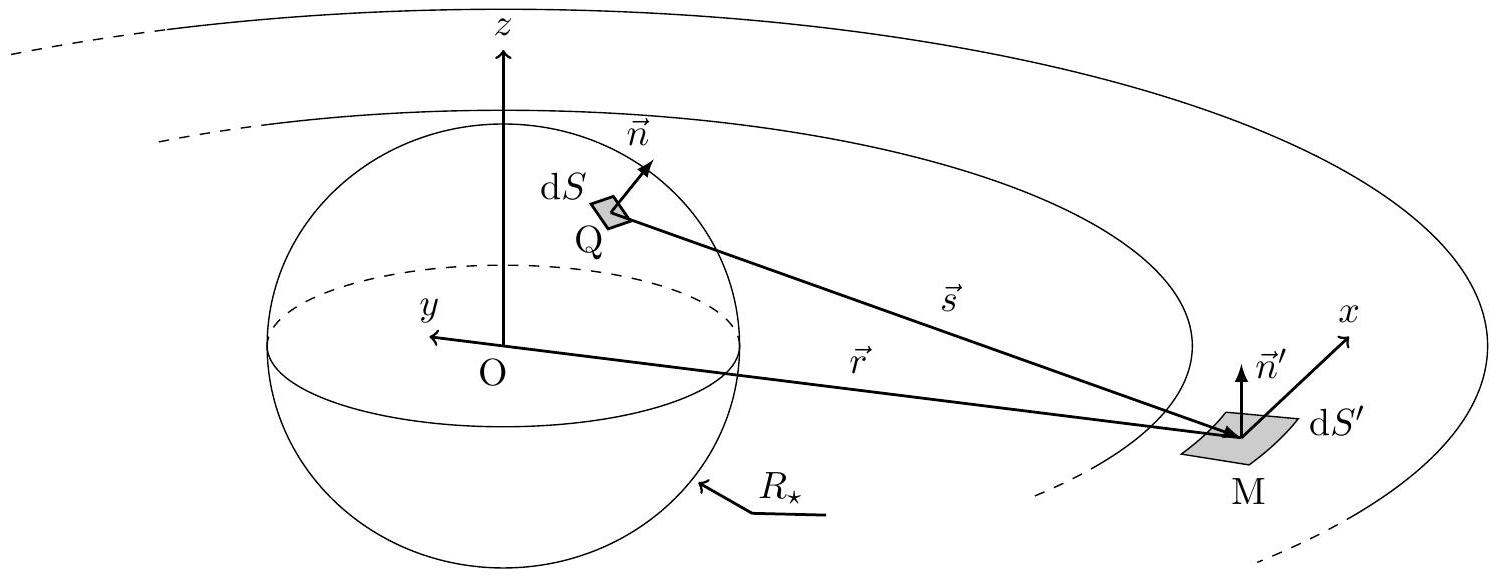 z
n⃗
dS
Q
y
s⃗
x
r⃗
O
n⃗′
dS′
M
R⋆